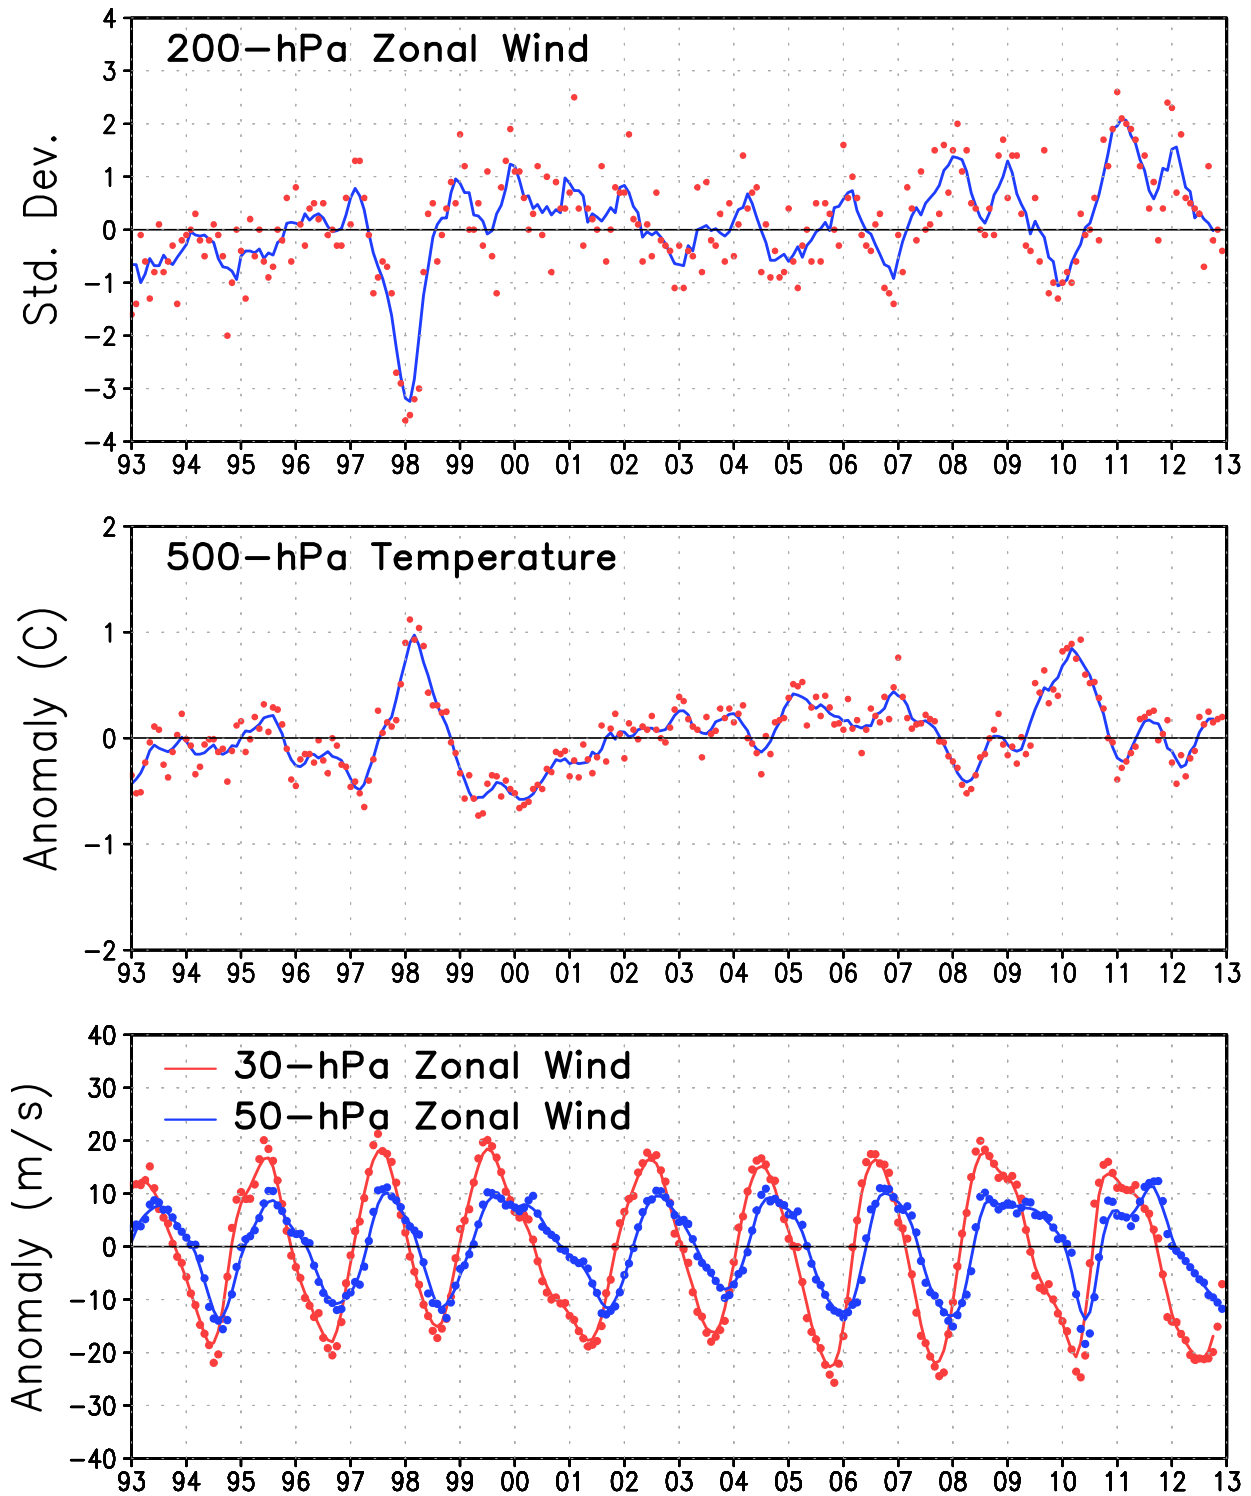 200-hPa Zonal Wind
Std. Dev.
4
3
2
1
0
-1
-2
-3
-4
93 94 95 96 97 98 99 00 01 02 03 04 05 06 07 08 09 10 11 12 13
500-hPa Temperature
Anomaly (C)
2
1
0
-1
-2
93 94 95 96 97 98 99 00 01 02 03 04 05 06 07 08 09 10 11 12 13
30-hPa Zonal Wind
50-hPa Zonal Wind
Anomaly (m/s)
40
30
20
10
0
-10
-20
-30
-40
93 94 95 96 97 98 99 00 01 02 03 04 05 06 07 08 09 10 11 12 13